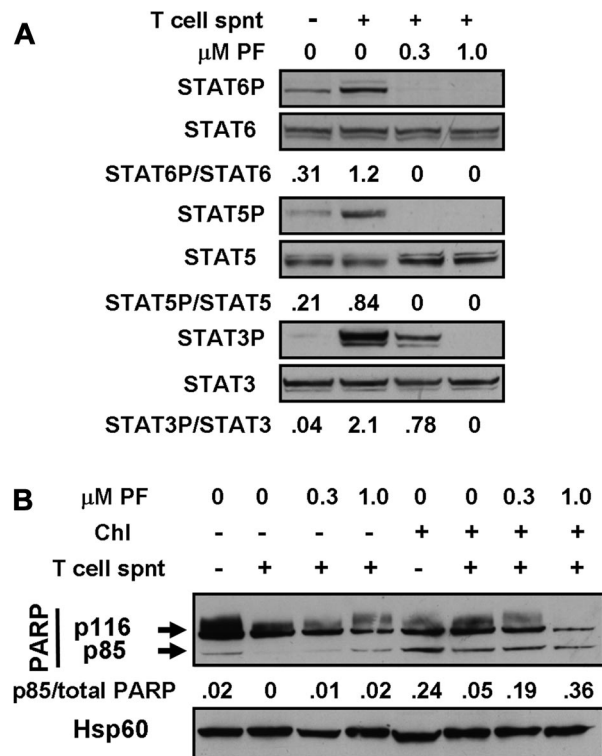 A
T cell spnt - + + +
μM PF 0 0 0.3 1.0
STAT6P
STAT6
STAT6P/STAT6 .31 1.2 0 0
STAT5P
STAT5
STAT5P/STAT5 .21 .84 0 0
STAT3P
STAT3
STAT3P/STAT3 .04 2.1 .78 0
B
μM PF 0 0 0.3 1.0 0 0 0.3 1.0
Chl - - - - + + + +
T cell spnt - + + + - + + +
PARP
p116
p85
p85/total PARP .02 0 .01 .02 .24 .05 .19 .36
Hsp60